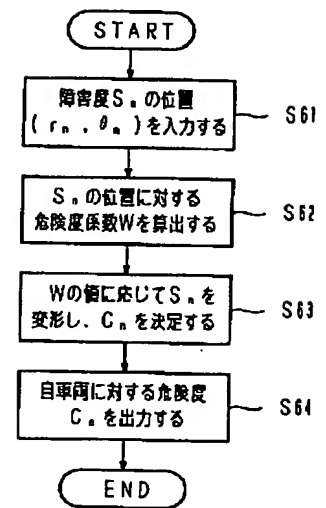 START
障害度Sₙの位置
(rₙ, θₙ)を入力する
S61
Sₙの位置に対する
危険度係数Wを算出する
S62
Wの値に応じてSₙを
変形し、Cₙを決定する
S63
自車両に対する危険度
Cₙを出力する
S64
END